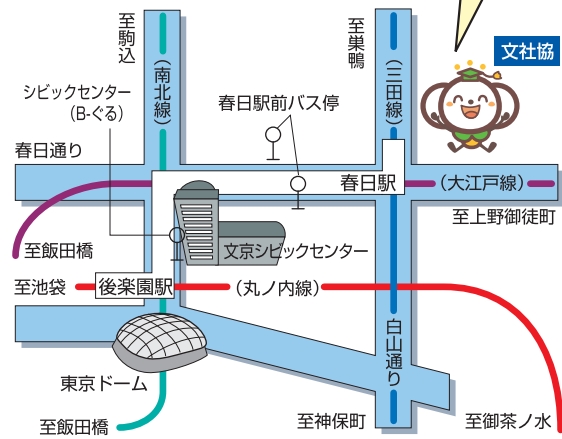 至駒込
（南北線）
至巣鴨
（三田線）
文社協
シビックセンター
（B-ぐる）
春日駅前バス停
春日通り
春日駅
（大江戸線）
至上野御徒町
至飯田橋
文京シビックセンター
至池袋
後楽園駅
（丸ノ内線）
白山通り
東京ドーム
至飯田橋
至神保町
至御茶ノ水